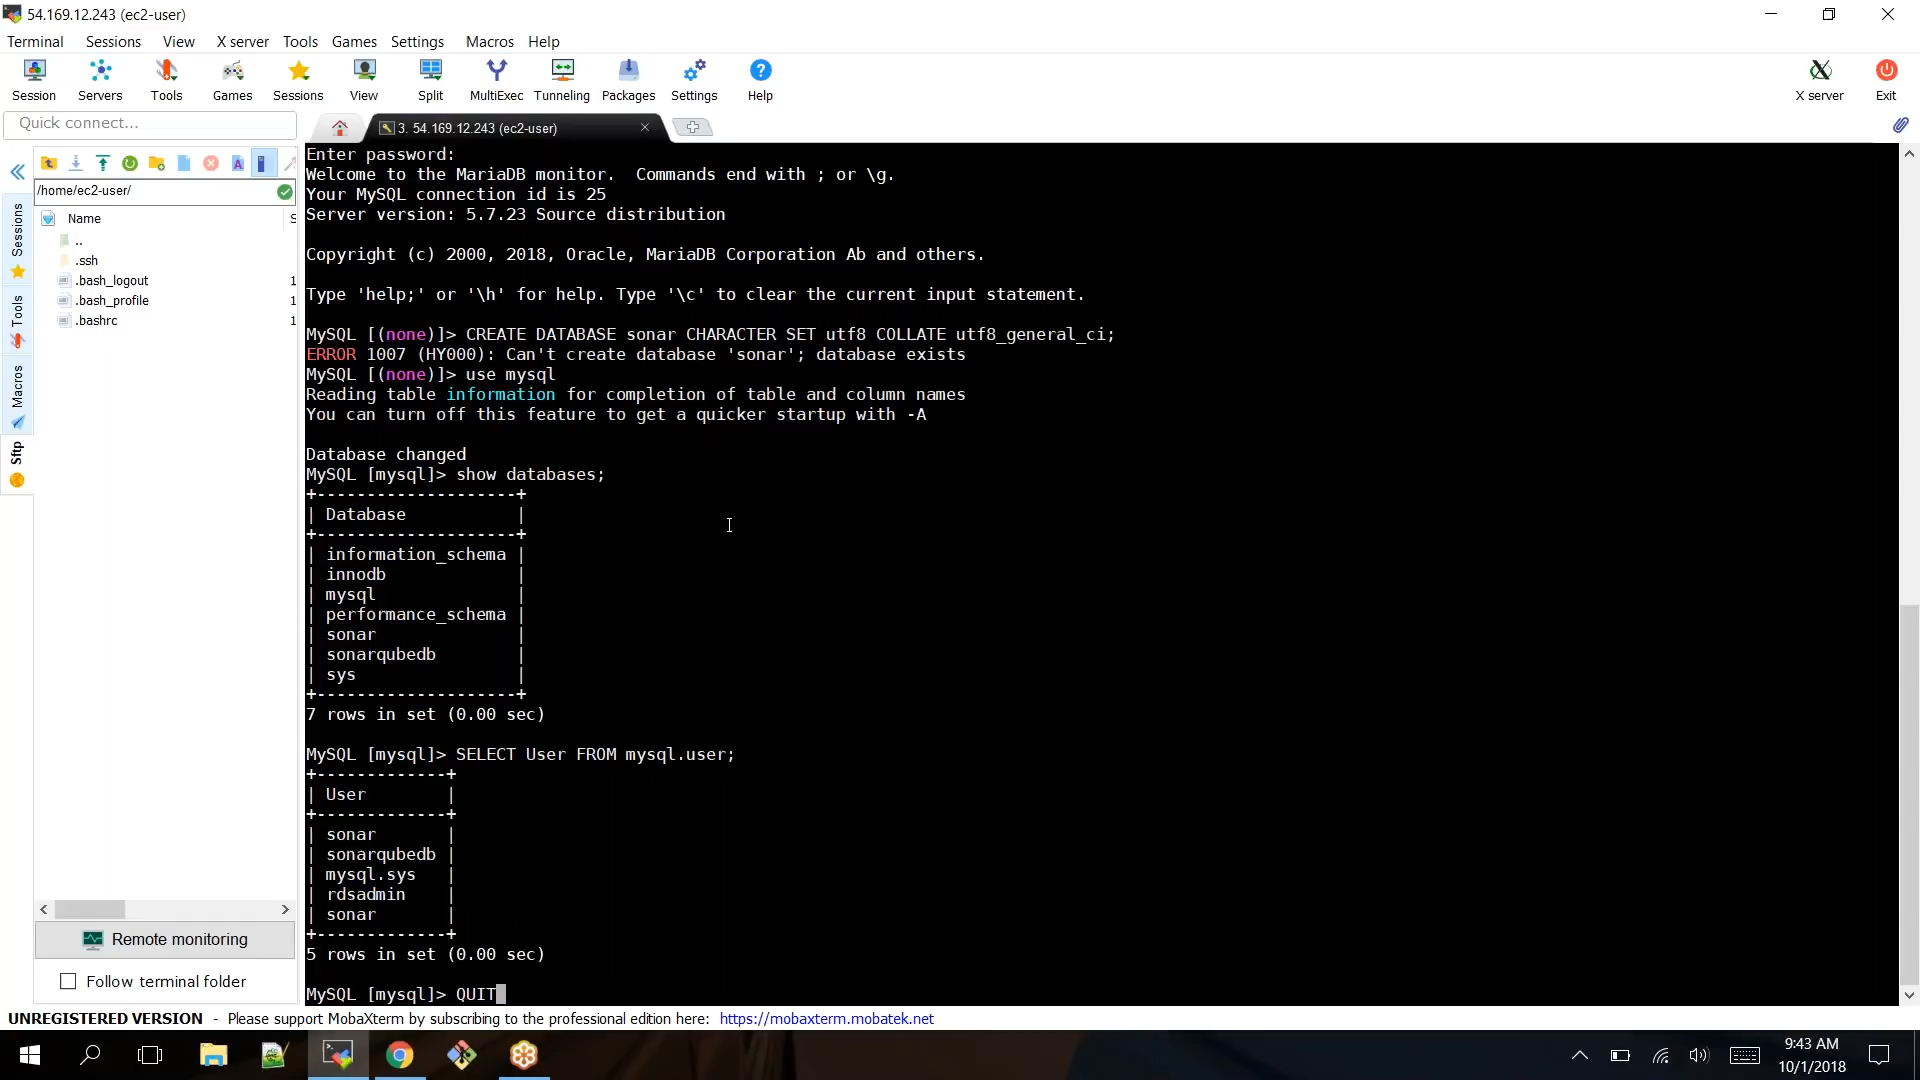 54.169.12.243 (ec2-user)
Terminal Sessions View X server Tools Games Settings Macros Help
Session Servers Tools Games Sessions View Split MultiExec Tunneling Packages Settings Help X server Exit
Quick connect...
3. 54.169.12.243 (ec2-user)
/home/ec2-user/
Name S
..
.ssh
.bash_logout 1
.bash_profile 1
.bashrc 1
Sessions
Tools
Macros
Sftp
Remote monitoring
Follow terminal folder
Enter password:
Welcome to the MariaDB monitor.  Commands end with ; or \g.
Your MySQL connection id is 25
Server version: 5.7.23 Source distribution
Copyright (c) 2000, 2018, Oracle, MariaDB Corporation Ab and others.
Type 'help;' or '\h' for help. Type '\c' to clear the current input statement.
MySQL [(none)]> CREATE DATABASE sonar CHARACTER SET utf8 COLLATE utf8_general_ci;
ERROR 1007 (HY000): Can't create database 'sonar'; database exists
MySQL [(none)]> use mysql
Reading table information for completion of table and column names
You can turn off this feature to get a quicker startup with -A
Database changed
MySQL [mysql]> show databases;
+--------------------+
| Database           |
+--------------------+
| information_schema |
| innodb             |
| mysql              |
| performance_schema |
| sonar              |
| sonarqubedb        |
| sys                |
+--------------------+
7 rows in set (0.00 sec)
MySQL [mysql]> SELECT User FROM mysql.user;
+-------------+
| User        |
+-------------+
| sonar       |
| sonarqubedb |
| mysql.sys   |
| rdsadmin    |
| sonar       |
+-------------+
5 rows in set (0.00 sec)
MySQL [mysql]> QUIT
UNREGISTERED VERSION - Please support MobaXterm by subscribing to the professional edition here: https://mobaxterm.mobatek.net
9:43 AM
10/1/2018